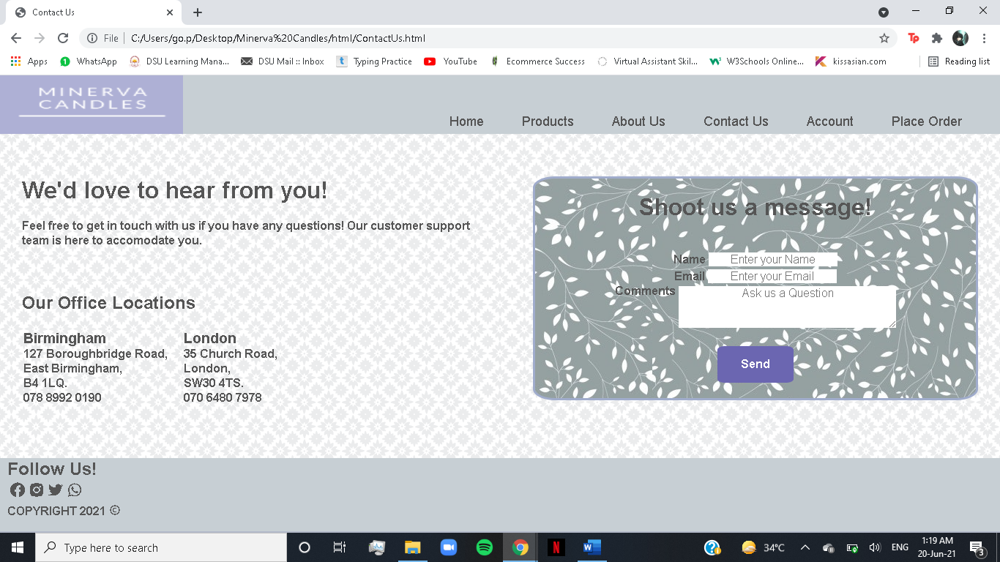 Contact Us
File
C:/Users/go.p/Desktop/Minerva%20Candles/html/ContactUs.html
Apps
WhatsApp
DSU Learning Mana...
DSU Mail :: Inbox
Typing Practice
YouTube
Ecommerce Success
Virtual Assistant Skil...
W3Schools Online...
kissasian.com
Reading list
MINERVA
CANDLES
Home
Products
About Us
Contact Us
Account
Place Order
We'd love to hear from you!
Feel free to get in touch with us if you have any questions! Our customer support
team is here to accomodate you.
Our Office Locations
Birmingham
127 Boroughbridge Road,
East Birmingham,
B4 1LQ.
078 8992 0190
London
35 Church Road,
London,
SW30 4TS.
070 6480 7978
Shoot us a message!
Name Enter your Name
Email Enter your Email
Comments Ask us a Question
Send
Follow Us!
COPYRIGHT 2021 ©
Type here to search
34°C
ENG
1:19 AM
20-Jun-21
3